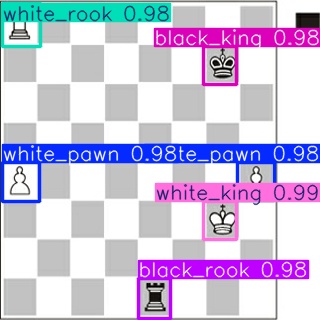 white_rook 0.98
black_king 0.98
white_pawn 0.98te_pawn 0.98
white_king 0.99
black_rook 0.98